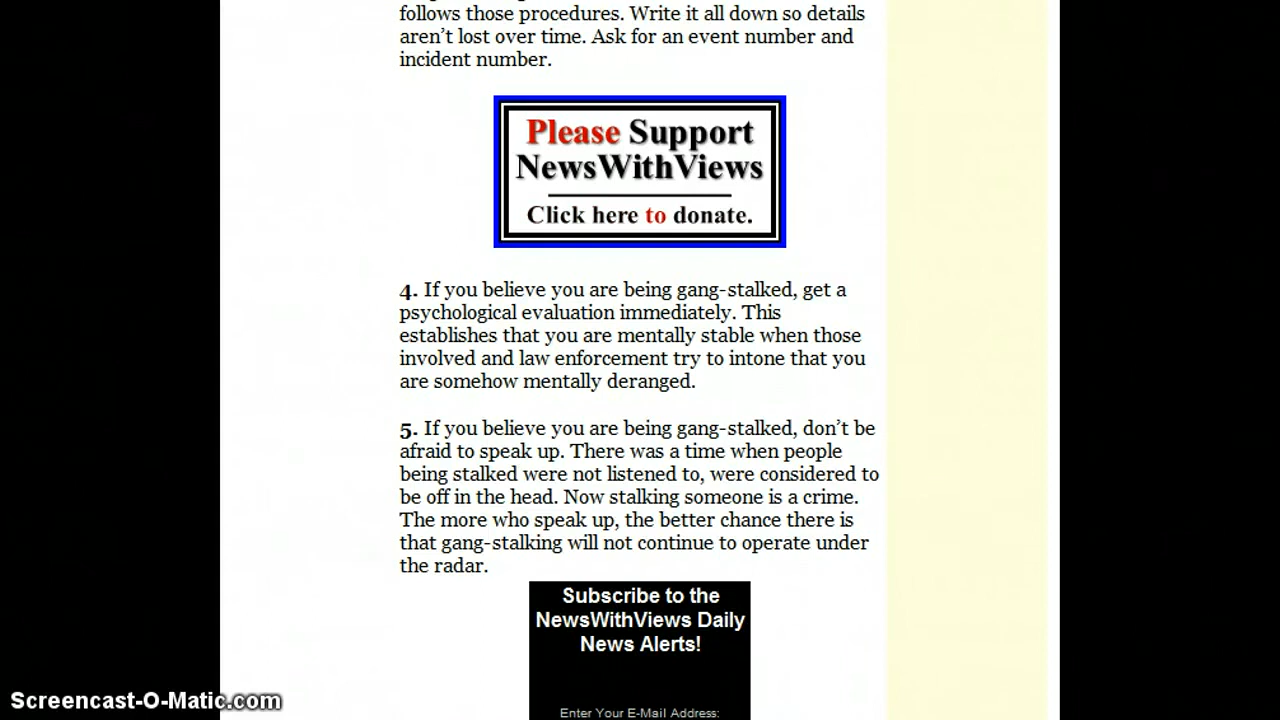 follows those procedures. Write it all down so details
aren't lost over time. Ask for an event number and
incident number.
Please Support
NewsWithViews
Click here to donate.
4. If you believe you are being gang-stalked, get a
psychological evaluation immediately. This
establishes that you are mentally stable when those
involved and law enforcement try to intone that you
are somehow mentally deranged.
5. If you believe you are being gang-stalked, don't be
afraid to speak up. There was a time when people
being stalked were not listened to, were considered to
be off in the head. Now stalking someone is a crime.
The more who speak up, the better chance there is
that gang-stalking will not continue to operate under
the radar.
Subscribe to the
NewsWithViews Daily
News Alerts!
Enter Your E-Mail Address:
Screencast-O-Matic.com